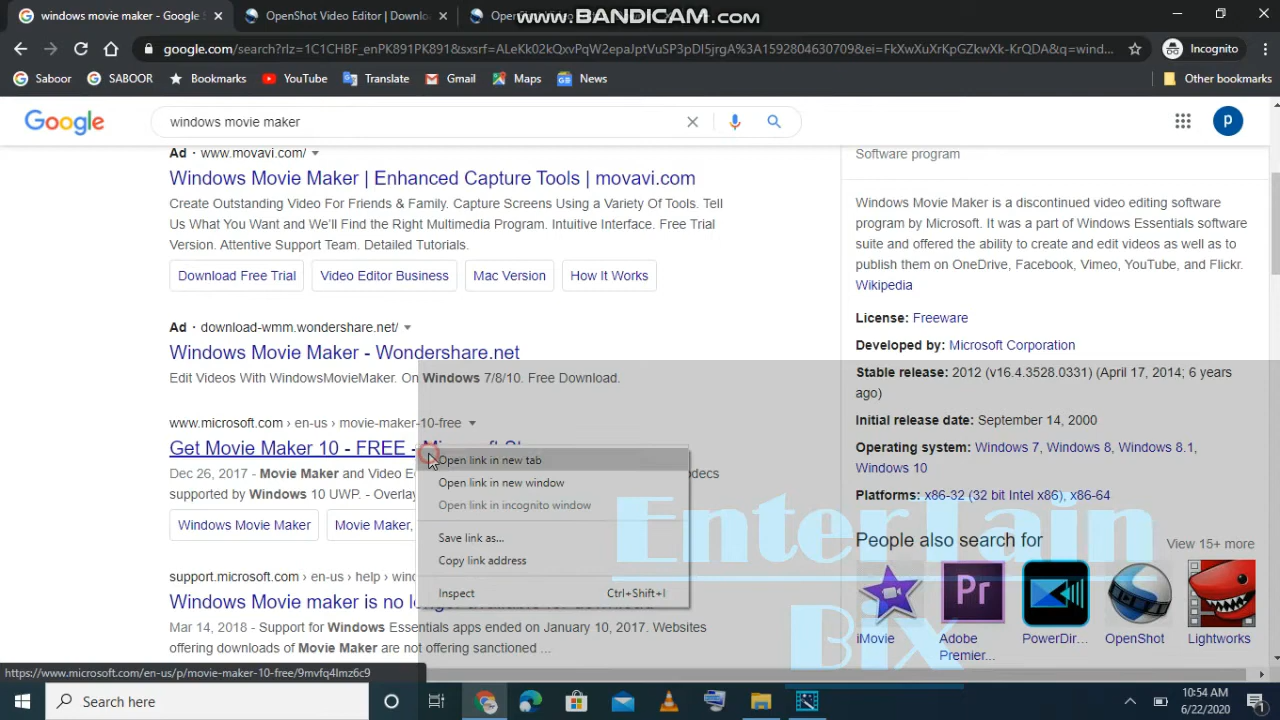 windows movie maker - Google S
OpenShot Video Editor | Downlo
www.BANDICAM.com
google.com/search?rlz=1C1CHBF_enPK891PK891&sxsrf=ALeKk02kQxvPqW2epaJptVuSP3pDI5jrgA%3A1592804630709&ei=FkXwXuXrKpGZkwXk-KrQDA&q=wind...
Incognito
Saboor
SABOOR
Bookmarks
YouTube
Translate
Gmail
Maps
News
Other bookmarks
Google
windows movie maker
P
Ad · www.movavi.com/
Windows Movie Maker | Enhanced Capture Tools | movavi.com
Create Outstanding Video For Friends & Family. Capture Screens Using a Variety Of Tools. Tell
Us What You Want and We'll Find the Right Multimedia Program. Intuitive Interface. Free Trial
Version. Attentive Support Team. Detailed Tutorials.
Download Free Trial
Video Editor Business
Mac Version
How It Works
Ad · download-wmm.wondershare.net/
Windows Movie Maker - Wondershare.net
Edit Videos With WindowsMovieMaker. On Windows 7/8/10. Free Download.
www.microsoft.com › en-us › movie-maker-10-free
Get Movie Maker 10 - FREE -
Dec 26, 2017 - Movie Maker and Video E
odecs
supported by Windows 10 UWP. - Overlay
Windows Movie Maker
Movie Maker,
support.microsoft.com › en-us › help › winc
Windows Movie maker is no
Mar 14, 2018 - Support for Windows Essentials apps ended on January 10, 2017. Websites
offering downloads of Movie Maker are not offering sanctioned ...
Open link in new tab
Open link in new window
Open link in incognito window
Save link as...
Copy link address
Inspect
Ctrl+Shift+I
Software program
Windows Movie Maker is a discontinued video editing software
program by Microsoft. It was a part of Windows Essentials software
suite and offered the ability to create and edit videos as well as to
publish them on OneDrive, Facebook, Vimeo, YouTube, and Flickr.
Wikipedia
License: Freeware
Developed by: Microsoft Corporation
Stable release: 2012 (v16.4.3528.0331) (April 17, 2014; 6 years
ago)
Initial release date: September 14, 2000
Operating system: Windows 7, Windows 8, Windows 8.1,
Windows 10
Platforms: x86-32 (32 bit Intel x86), x86-64
EnterTain
BiX
People also search for
View 15+ more
Pr
iMovie
Adobe
Premier...
PowerDir...
OpenShot
Lightworks
https://www.microsoft.com/en-us/p/movie-maker-10-free/9mvfq4lmz6c9
Search here
10:54 AM
6/22/2020
1